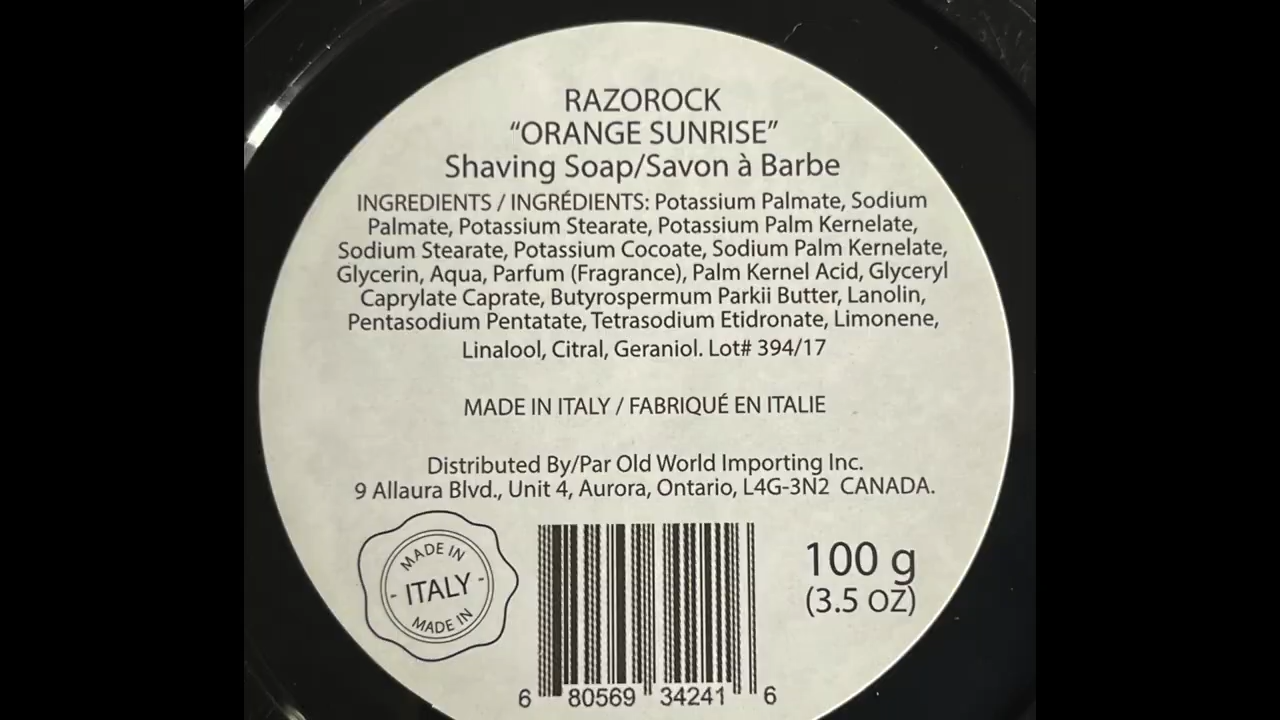 RAZOROCK
“ORANGE SUNRISE”
Shaving Soap/Savon à Barbe
INGREDIENTS / INGRÉDIENTS: Potassium Palmate, Sodium
Palmate, Potassium Stearate, Potassium Palm Kernelate,
Sodium Stearate, Potassium Cocoate, Sodium Palm Kernelate,
Glycerin, Aqua, Parfum (Fragrance), Palm Kernel Acid, Glyceryl
Caprylate Caprate, Butyrospermum Parkii Butter, Lanolin,
Pentasodium Pentatate, Tetrasodium Etidronate, Limonene,
Linalool, Citral, Geraniol. Lot# 394/17
MADE IN ITALY / FABRIQUÉ EN ITALIE
Distributed By/Par Old World Importing Inc.
9 Allaura Blvd., Unit 4, Aurora, Ontario, L4G-3N2 CANADA.
MADE IN
- ITALY -
MADE IN
100 g
(3.5 OZ)
6 80569 34241 6